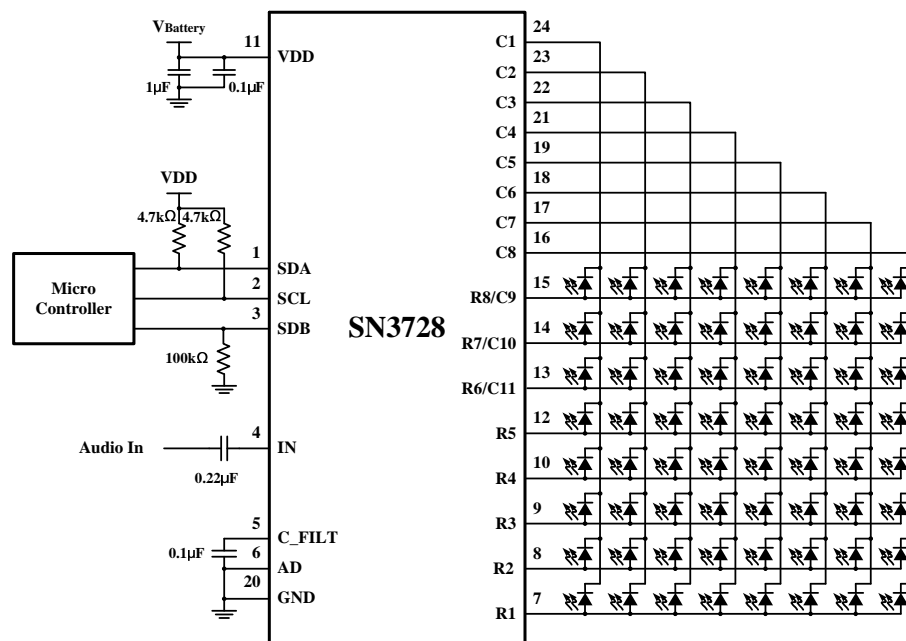 VBattery
11
VDD
1µF
0.1µF
VDD
4.7kΩ 4.7kΩ
Micro
Controller
1
SDA
2
SCL
3
SDB
100kΩ
Audio In
4
IN
0.22µF
5
C_FILT
0.1µF
6
AD
20
GND
SN3728
24
C1
23
C2
22
C3
21
C4
19
C5
18
C6
17
C7
16
C8
15
R8/C9
14
R7/C10
13
R6/C11
12
R5
10
R4
9
R3
8
R2
7
R1